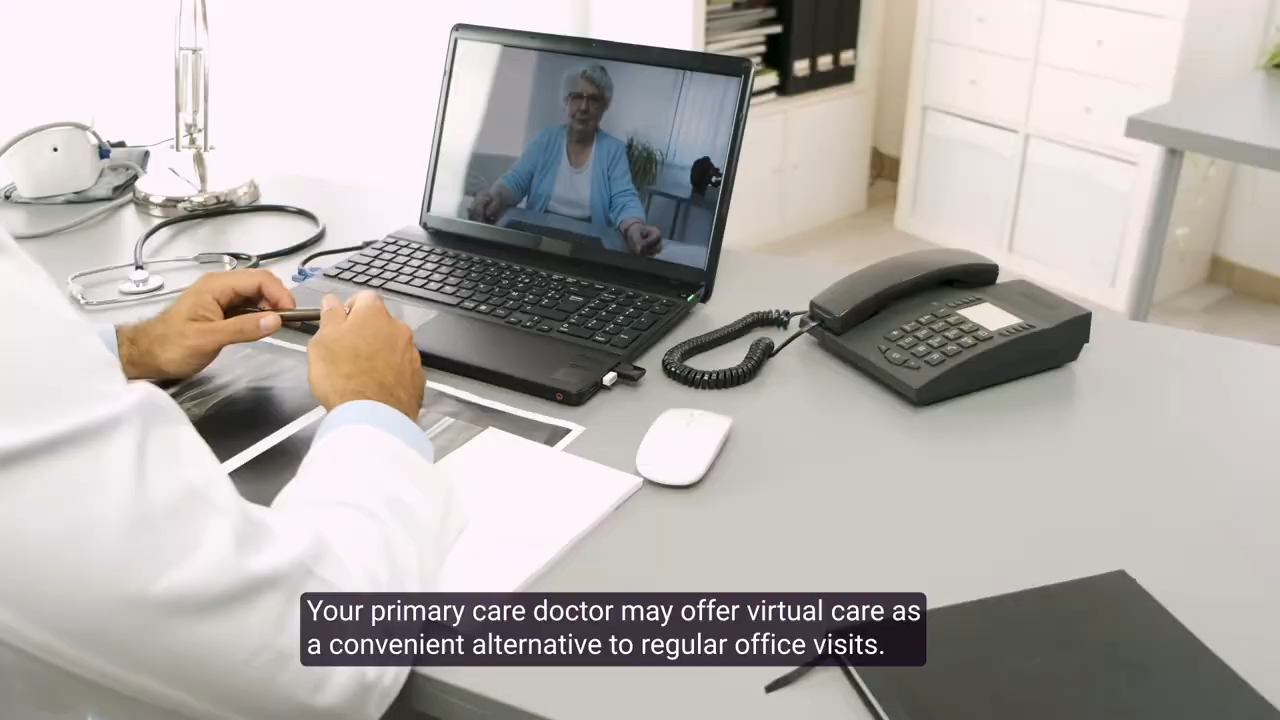 Your primary care doctor may offer virtual care as
a convenient alternative to regular office visits.